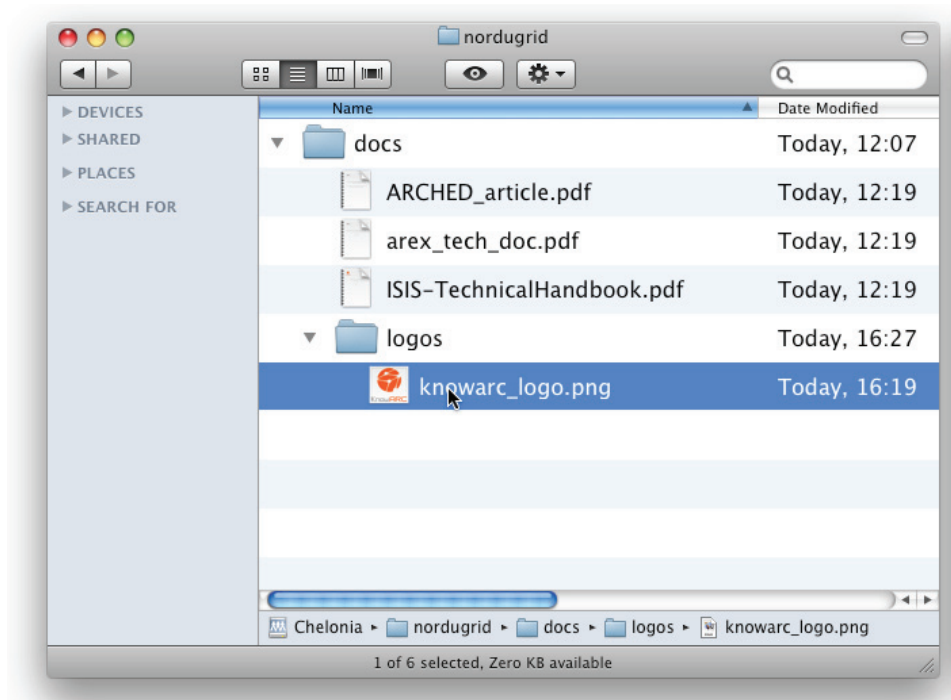 nordugrid
DEVICES
SHARED
PLACES
SEARCH FOR
Name Date Modified
docs Today, 12:07
ARCHED_article.pdf Today, 12:19
arex_tech_doc.pdf Today, 12:19
ISIS-TechnicalHandbook.pdf Today, 12:19
logos Today, 16:27
KnowARC
knowarc_logo.png Today, 16:19
Chelonia nordugrid docs logos knowarc_logo.png
1 of 6 selected, Zero KB available